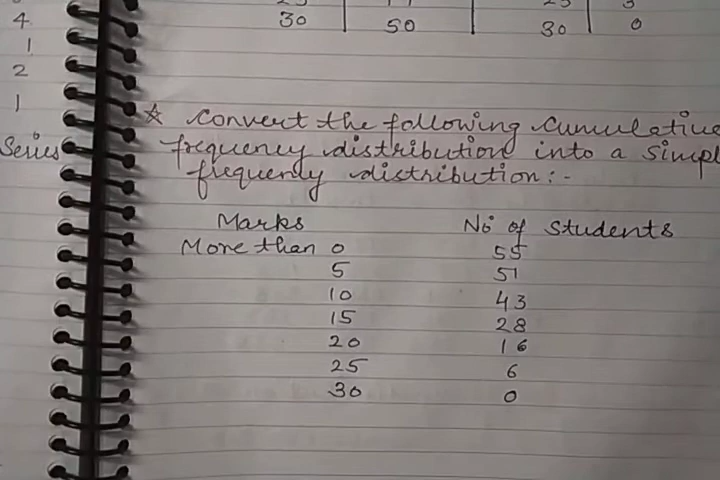 4 30 50 30 0
1
2
1
☆ Convert the following cumulative
Series frequency distribution into a simpl
frequency distribution:-
Marks No of Students
More than 0 55
5 51
10 43
15 28
20 16
25 6
30 0